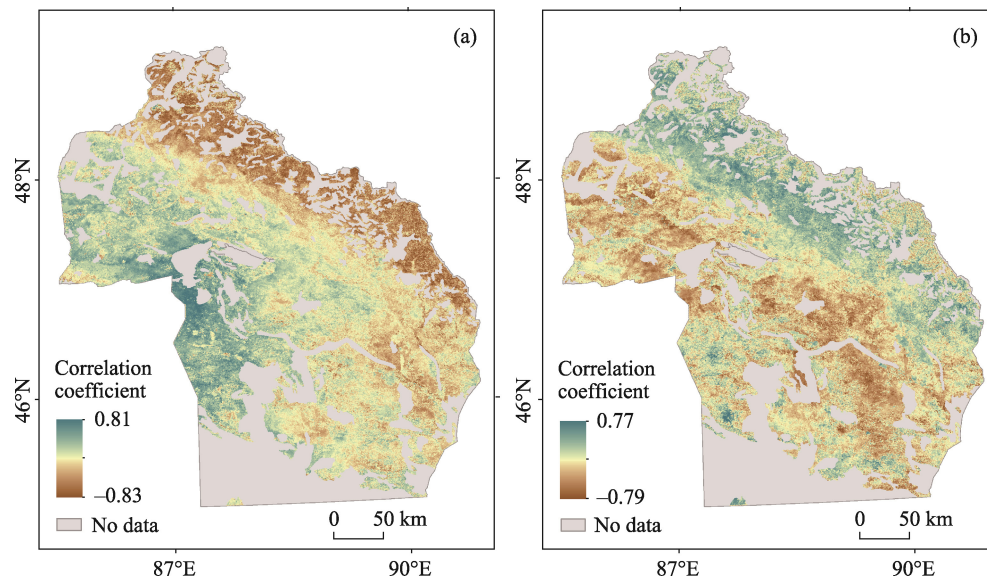 (a)
48°N
46°N
Correlation
coefficient
0.81
−0.83
No data
0 50 km
87°E 90°E
(b)
48°N
46°N
Correlation
coefficient
0.77
−0.79
No data
0 50 km
87°E 90°E